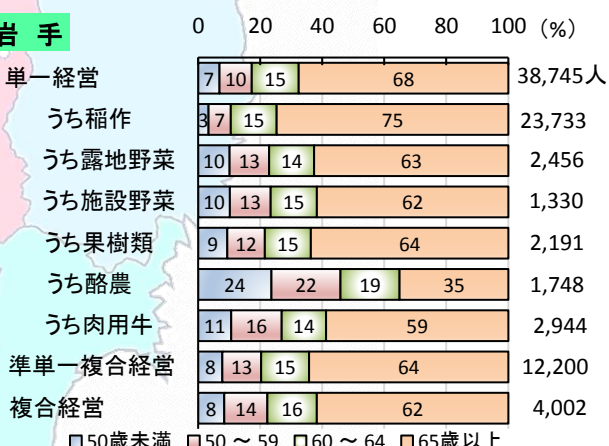 岩 手
0 20 40 60 80 100 (%)
単一経営 7 10 15 68 38,745人
うち稲作 3 7 15 75 23,733
うち露地野菜 10 13 14 63 2,456
うち施設野菜 10 13 15 62 1,330
うち果樹類 9 12 15 64 2,191
うち酪農 24 22 19 35 1,748
うち肉用牛 11 16 14 59 2,944
準単一複合経営 8 13 15 64 12,200
複合経営 8 14 16 62 4,002
50歳未満 50 ～ 59 60 ～ 64 65歳以上